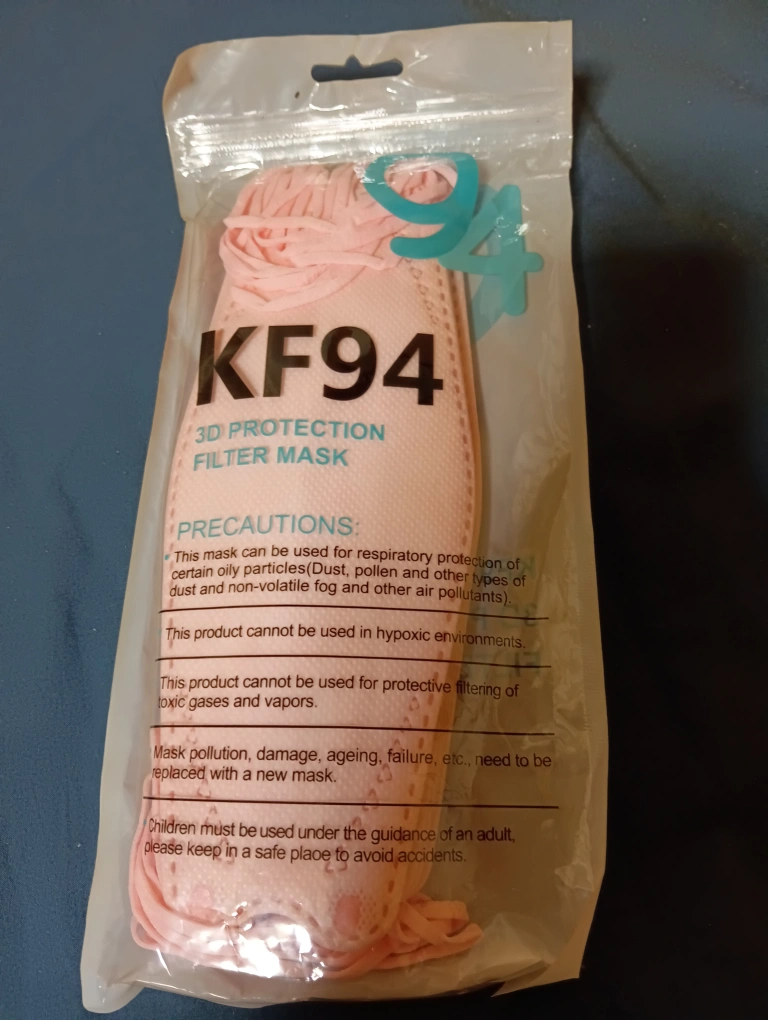 94
KF94
3D PROTECTION
FILTER MASK
PRECAUTIONS:
This mask can be used for respiratory protection of
certain oily particles(Dust, pollen and other types of
dust and non-volatile fog and other air pollutants).
This product cannot be used in hypoxic environments.
This product cannot be used for protective filtering of
toxic gases and vapors.
Mask pollution, damage, ageing, failure, etc., need to be
replaced with a new mask.
Children must be used under the guidance of an adult,
please keep in a safe plaoe to avoid accidents.